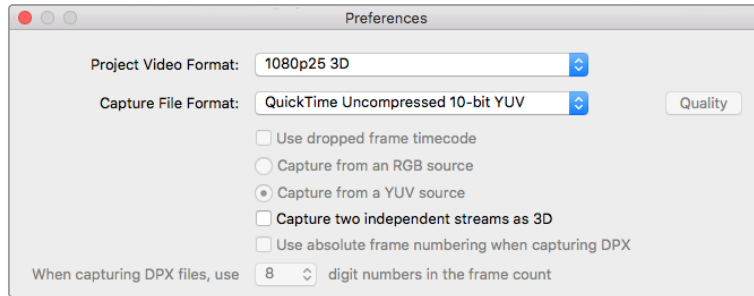 Preferences
Project Video Format: 1080p25 3D
Capture File Format: QuickTime Uncompressed 10-bit YUV Quality
Use dropped frame timecode
Capture from an RGB source
Capture from a YUV source
Capture two independent streams as 3D
Use absolute frame numbering when capturing DPX
When capturing DPX files, use 8 digit numbers in the frame count